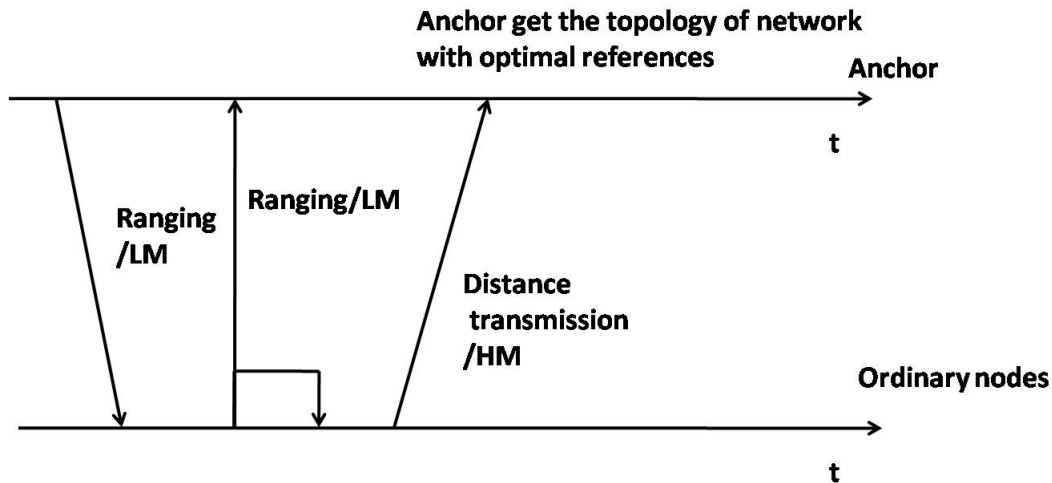 Anchor get the topology of network
with optimal references
Anchor
t
Ranging
/LM
Ranging/LM
Distance
transmission
/HM
Ordinary nodes
t